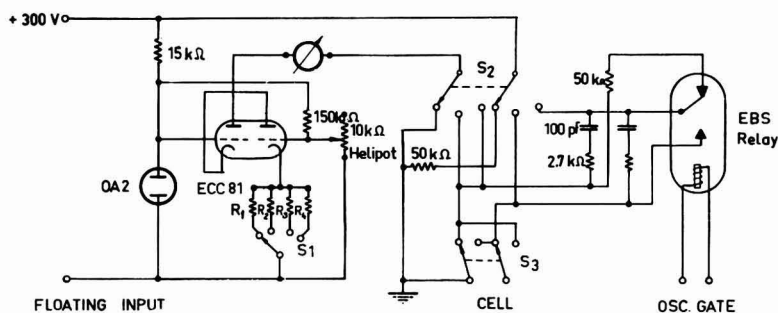 + 300 V
15 kΩ
150kΩ
10kΩ
Helipot
OA2
ECC 81
R1
R2
R3
R4
S1
S2
50 kΩ
50 kΩ
100 pf
2.7 kΩ
EBS
Relay
S3
FLOATING INPUT
CELL
OSC. GATE